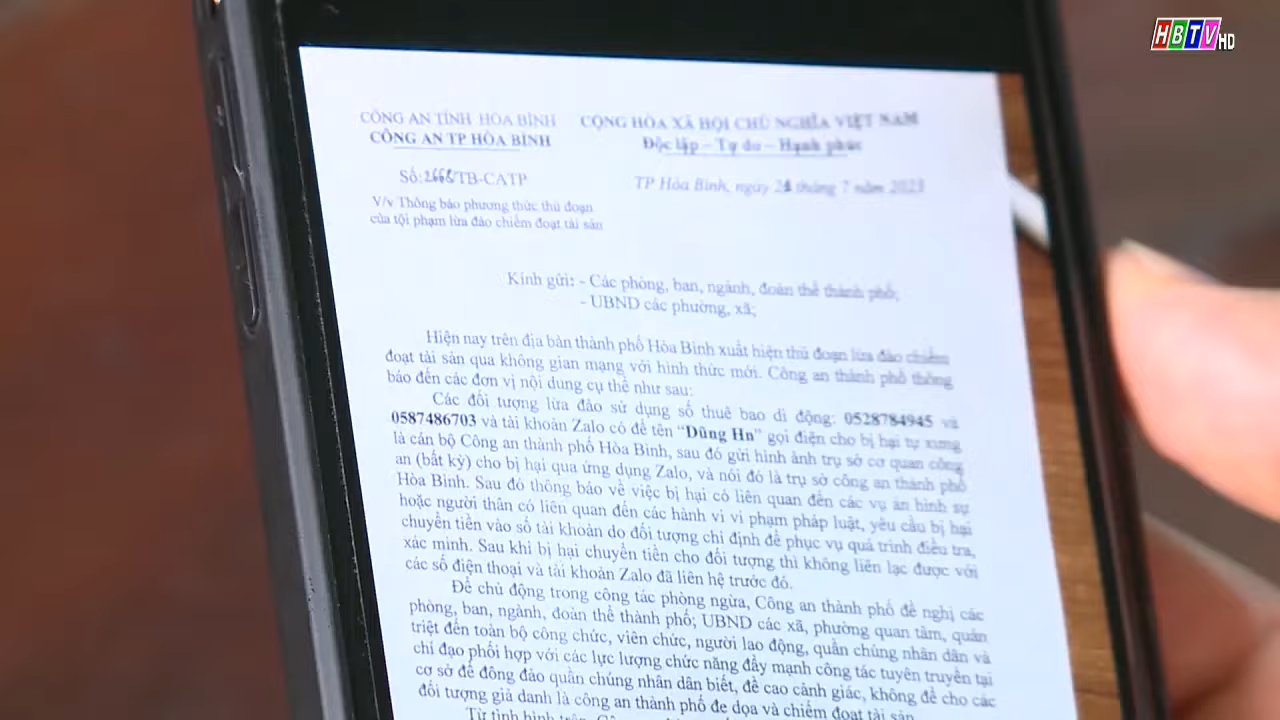 HBTV HD
CÔNG AN TỈNH HÒA BÌNH
CÔNG AN TP HÒA BÌNH
CỘNG HÒA XÃ HỘI CHỦ NGHĨA VIỆT NAM
Độc lập – Tự do – Hạnh phúc
Số: /TB-CATP
TP Hòa Bình, ngày tháng 7 năm 2023
V/v Thông báo phương thức thủ đoạn
của tội phạm lừa đảo chiếm đoạt tài sản
Kính gửi: - Các phòng, ban, ngành, đoàn thể thành phố;
- UBND các phường, xã;
Hiện nay trên địa bàn thành phố Hòa Bình xuất hiện thủ đoạn lừa đảo chiếm
đoạt tài sản qua không gian mạng với hình thức mới. Công an thành phố thông
báo đến các đơn vị nội dung cụ thể như sau:
Các đối tượng lừa đảo sử dụng số thuê bao di động: 0528784945 và
0587486703 và tài khoản Zalo có để tên “Dũng Hn” gọi điện cho bị hại tự xưng
là cán bộ Công an thành phố Hòa Bình, sau đó gửi hình ảnh trụ sở cơ quan công
an (bất kỳ) cho bị hại qua ứng dụng Zalo, và nói đó là trụ sở công an thành phố
Hòa Bình. Sau đó thông báo về việc bị hại có liên quan đến các vụ án hình sự
hoặc người thân có liên quan đến các hành vi vi phạm pháp luật, yêu cầu bị hại
chuyển tiền vào số tài khoản do đối tượng chỉ định để phục vụ quá trình điều tra,
xác minh. Sau khi bị hại chuyển tiền cho đối tượng thì không liên lạc được với
các số điện thoại và tài khoản Zalo đã liên hệ trước đó.
Để chủ động trong công tác phòng ngừa, Công an thành phố đề nghị các
phòng, ban, ngành, đoàn thể thành phố; UBND các xã, phường quan tâm, quán
triệt đến toàn bộ công chức, viên chức, người lao động, quần chúng nhân dân và
chỉ đạo phối hợp với các lực lượng chức năng đẩy mạnh công tác tuyên truyền tại
cơ sở để đông đảo quần chúng nhân dân biết, đề cao cảnh giác, không để cho các
đối tượng giả danh là công an thành phố đe dọa và chiếm đoạt tài sản.
Từ tình hình trên, Công